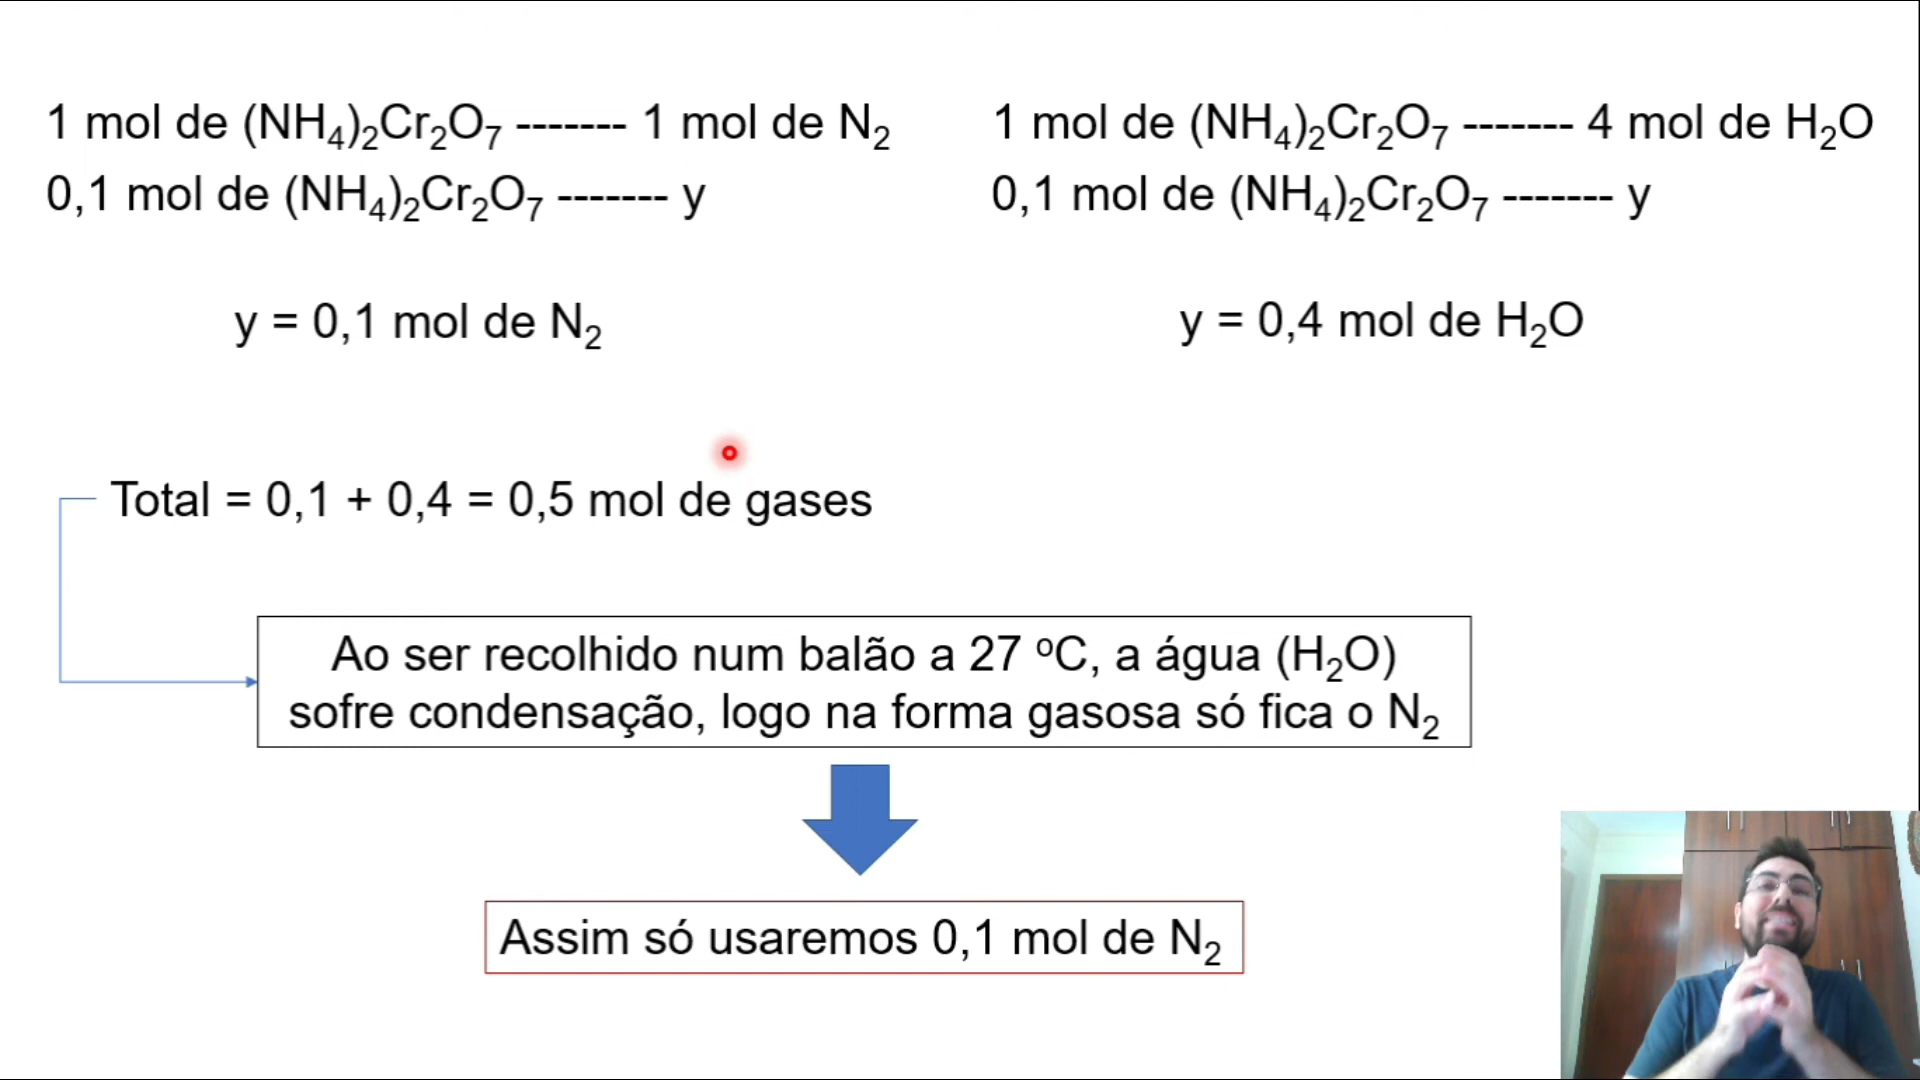 1 mol de (NH₄)₂Cr₂O₇ ------- 1 mol de N₂
0,1 mol de (NH₄)₂Cr₂O₇ ------- y
y = 0,1 mol de N₂
1 mol de (NH₄)₂Cr₂O₇ ------- 4 mol de H₂O
0,1 mol de (NH₄)₂Cr₂O₇ ------- y
y = 0,4 mol de H₂O
Total = 0,1 + 0,4 = 0,5 mol de gases
Ao ser recolhido num balão a 27 ºC, a água (H₂O)
sofre condensação, logo na forma gasosa só fica o N₂
Assim só usaremos 0,1 mol de N₂